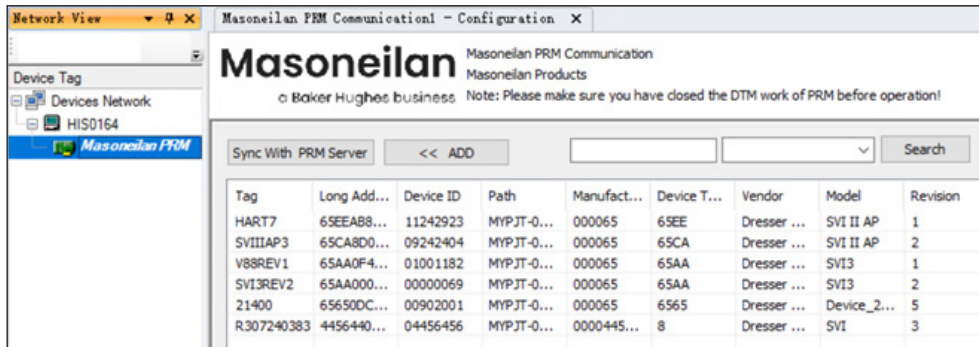 Network View
Masoneilan PRM Communication1 - Configuration X
Masoneilan
a Baker Hughes business
Masoneilan PRM Communication
Masoneilan Products
Note: Please make sure you have closed the DTM work of PRM before operation!
Device Tag
Devices Network
HIS0164
Masoneilan PRM
Sync With PRM Server << ADD Search
Tag Long Add... Device ID Path Manufact... Device T... Vendor Model Revision
HART7 65EEAB8... 11242923 MYPJT-0... 000065 65EE Dresser ... SVI II AP 1
SVIIIAP3 65CA8D0... 09242404 MYPJT-0... 000065 65CA Dresser ... SVI II AP 2
V88REV1 65AA0F4... 01001182 MYPJT-0... 000065 65AA Dresser ... SVI3 1
SVI3REV2 65AA000... 00000069 MYPJT-0... 000065 65AA Dresser ... SVI3 2
21400 65650DC... 00902001 MYPJT-0... 000065 6565 Dresser ... Device_2... 5
R307240383 4456440... 04456456 MYPJT-0... 0000445... 8 Dresser ... SVI 3